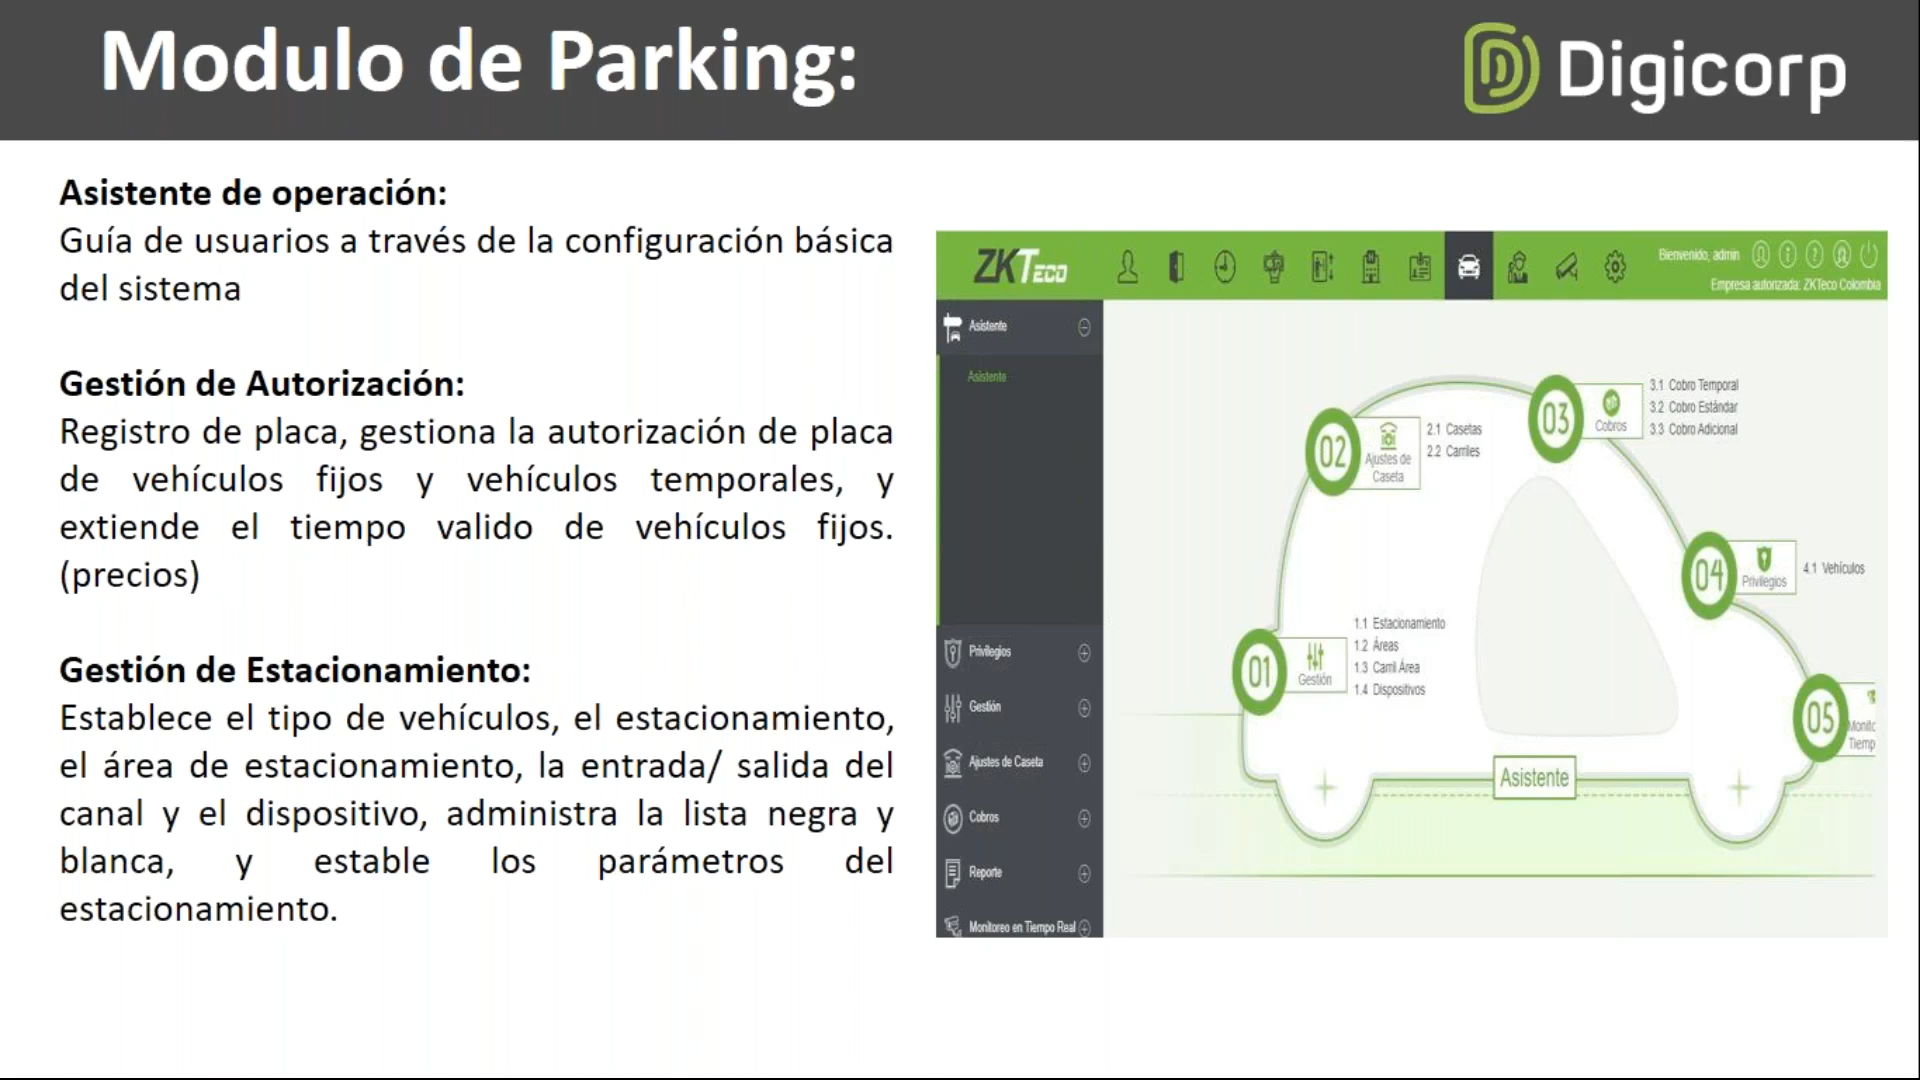 Modulo de Parking:
Digicorp
Asistente de operación:
Guía de usuarios a través de la configuración básica
del sistema
Gestión de Autorización:
Registro de placa, gestiona la autorización de placa
de vehículos fijos y vehículos temporales, y
extiende el tiempo valido de vehículos fijos.
(precios)
Gestión de Estacionamiento:
Establece el tipo de vehículos, el estacionamiento,
el área de estacionamiento, la entrada/ salida del
canal y el dispositivo, administra la lista negra y
blanca, y estable los parámetros del
estacionamiento.
ZKTeco
Bienvenido, admin
Empresa autorizada: ZKTeco Colombia
Asistente
Asistente
Privilegios
Gestión
Ajustes de Caseta
Cobros
Reporte
Monitoreo en Tiempo Real
01
Gestión
1.1 Estacionamiento
1.2 Áreas
1.3 Carril Área
1.4 Dispositivos
02
Ajustes de
Caseta
2.1 Casetas
2.2 Carriles
03
Cobros
3.1 Cobro Temporal
3.2 Cobro Estándar
3.3 Cobro Adicional
04
Privilegios
4.1 Vehículos
05
Monitc
Tiemp
Asistente